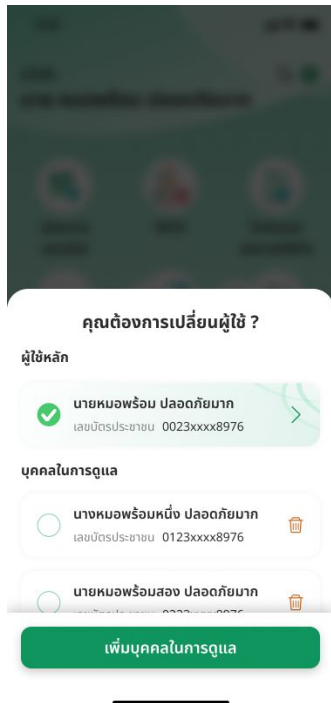 คุณต้องการเปลี่ยนผู้ใช้ ?
ผู้ใช้หลัก
นายหมอพร้อม ปลอดภัยมาก
เลขบัตรประชาชน 0023xxxx8976
บุคคลในการดูแล
นางหมอพร้อมหนึ่ง ปลอดภัยมาก
เลขบัตรประชาชน 0123xxxx8976
นายหมอพร้อมสอง ปลอดภัยมาก
เพิ่มบุคคลในการดูแล